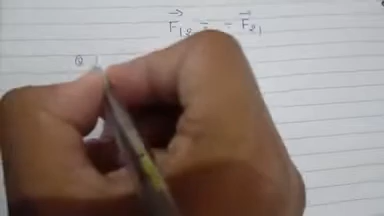 F⃗₁₂ = - F⃗₂₁
Q